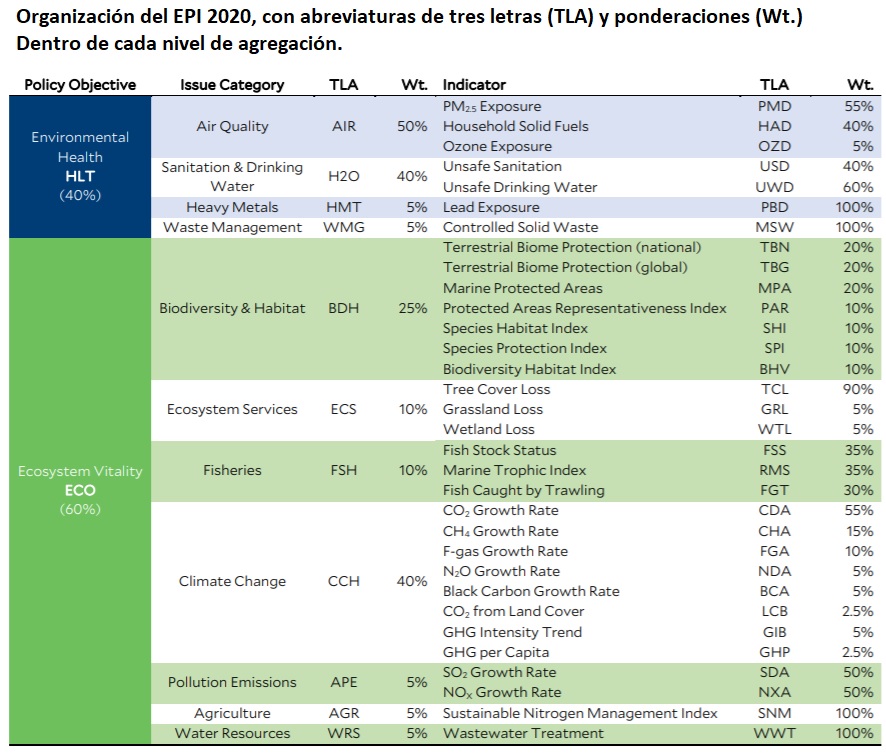 Organización del EPI 2020, con abreviaturas de tres letras (TLA) y ponderaciones (Wt.)
Dentro de cada nivel de agregación.
Policy Objective Issue Category TLA Wt. Indicator TLA Wt.
Environmental Health HLT (40%)
Air Quality AIR 50%
PM2.5 Exposure PMD 55%
Household Solid Fuels HAD 40%
Ozone Exposure OZD 5%
Sanitation & Drinking Water H2O 40%
Unsafe Sanitation USD 40%
Unsafe Drinking Water UWD 60%
Heavy Metals HMT 5% Lead Exposure PBD 100%
Waste Management WMG 5% Controlled Solid Waste MSW 100%
Ecosystem Vitality ECO (60%)
Biodiversity & Habitat BDH 25%
Terrestrial Biome Protection (national) TBN 20%
Terrestrial Biome Protection (global) TBG 20%
Marine Protected Areas MPA 20%
Protected Areas Representativeness Index PAR 10%
Species Habitat Index SHI 10%
Species Protection Index SPI 10%
Biodiversity Habitat Index BHV 10%
Ecosystem Services ECS 10%
Tree Cover Loss TCL 90%
Grassland Loss GRL 5%
Wetland Loss WTL 5%
Fisheries FSH 10%
Fish Stock Status FSS 35%
Marine Trophic Index RMS 35%
Fish Caught by Trawling FGT 30%
Climate Change CCH 40%
CO₂ Growth Rate CDA 55%
CH₄ Growth Rate CHA 15%
F-gas Growth Rate FGA 10%
N₂O Growth Rate NDA 5%
Black Carbon Growth Rate BCA 5%
CO₂ from Land Cover LCB 2.5%
GHG Intensity Trend GIB 5%
GHG per Capita GHP 2.5%
Pollution Emissions APE 5%
SO₂ Growth Rate SDA 50%
NOₓ Growth Rate NXA 50%
Agriculture AGR 5% Sustainable Nitrogen Management Index SNM 100%
Water Resources WRS 5% Wastewater Treatment WWT 100%